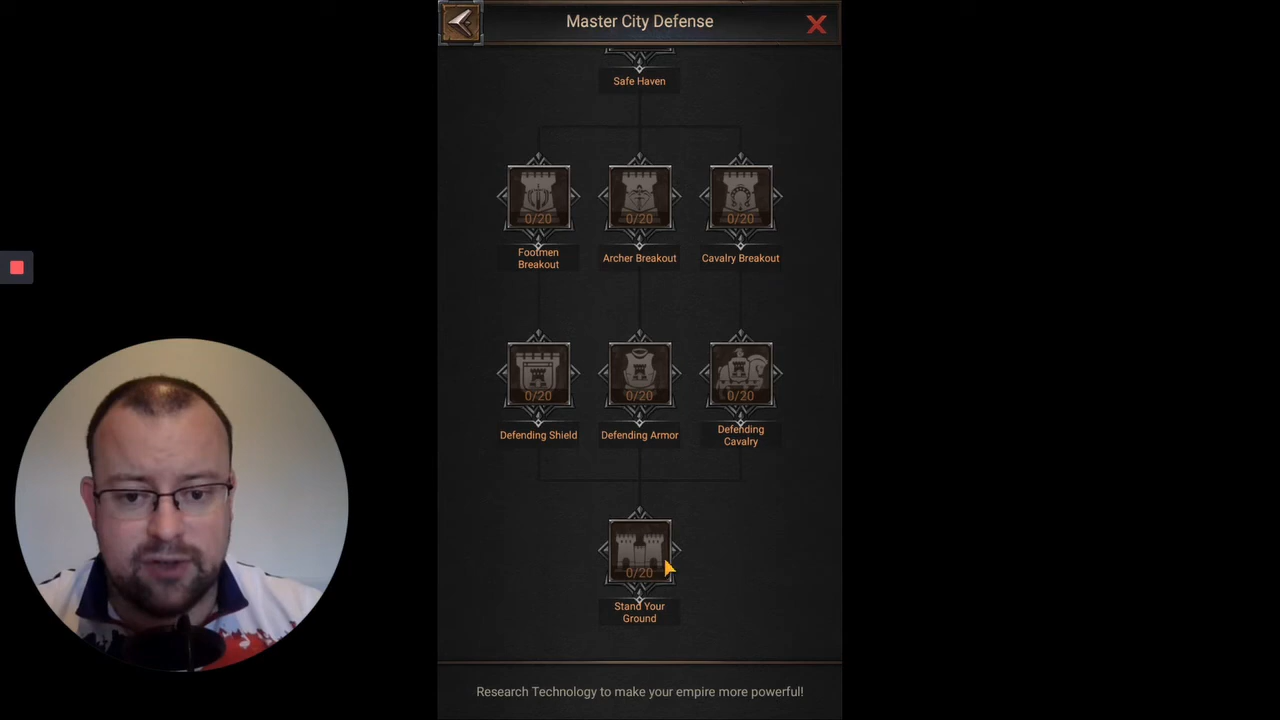 Master City Defense
Safe Haven
0/20
0/20
0/20
Footmen
Breakout
Archer Breakout
Cavalry Breakout
0/20
0/20
0/20
Defending Shield
Defending Armor
Defending
Cavalry
0/20
Stand Your
Ground
Research Technology to make your empire more powerful!